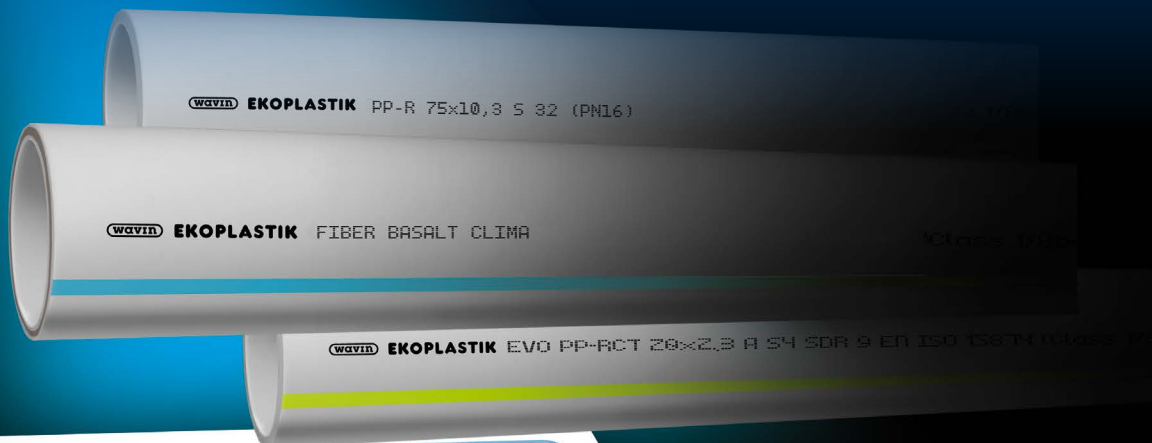 wavin EKOPLASTIK PP-R 75x10,3 S 32 (PN16)
wavin EKOPLASTIK FIBER BASALT CLIMA
wavin EKOPLASTIK EVO PP-RCT 20x2,3 A S4 SDR 9 EN ISO 15874 (Class